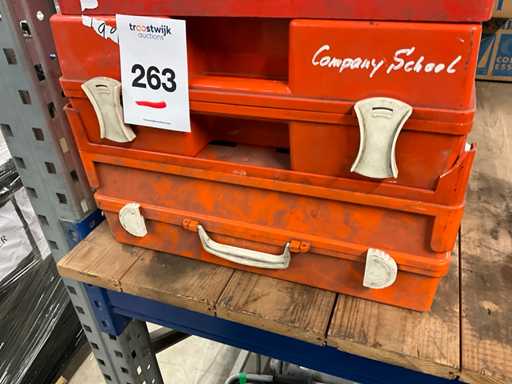 troostwijk
auctions
263
Company School